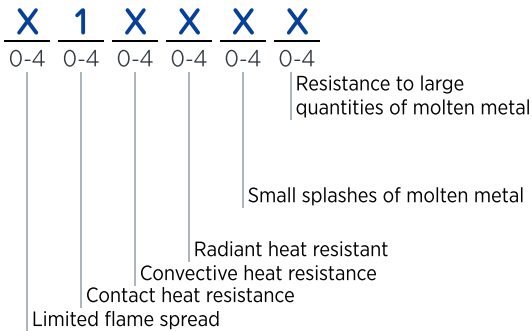 X 1 X X X X
0-4 0-4 0-4 0-4 0-4 0-4
Resistance to large
quantities of molten metal
Small splashes of molten metal
Radiant heat resistant
Convective heat resistance
Contact heat resistance
Limited flame spread